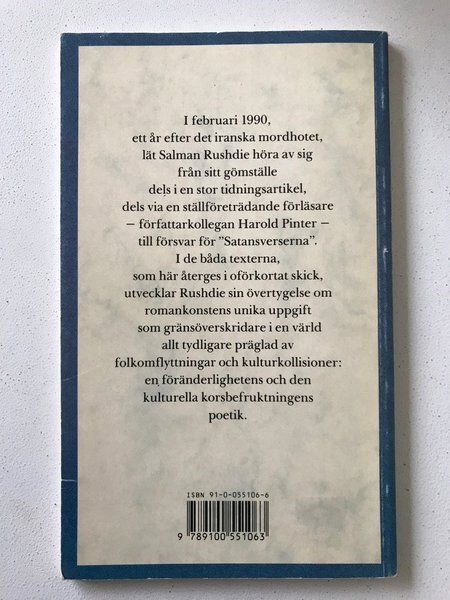 I februari 1990,
ett år efter det iranska mordhotet,
lät Salman Rushdie höra av sig
från sitt gömställe
dels i en stor tidningsartikel,
dels via en ställföreträdande förläsare
– författarkollegan Harold Pinter –
till försvar för ”Satansverserna”.
I de båda texterna,
som här återges i oförkortat skick,
utvecklar Rushdie sin övertygelse om
romankonstens unika uppgift
som gränsöverskridare i en värld
allt tydligare präglad av
folkomflyttningar och kulturkollisioner:
en föränderlighetens och den
kulturella korsbefruktningens
poetik.
ISBN 91-0-055106-6
9 789100 551063